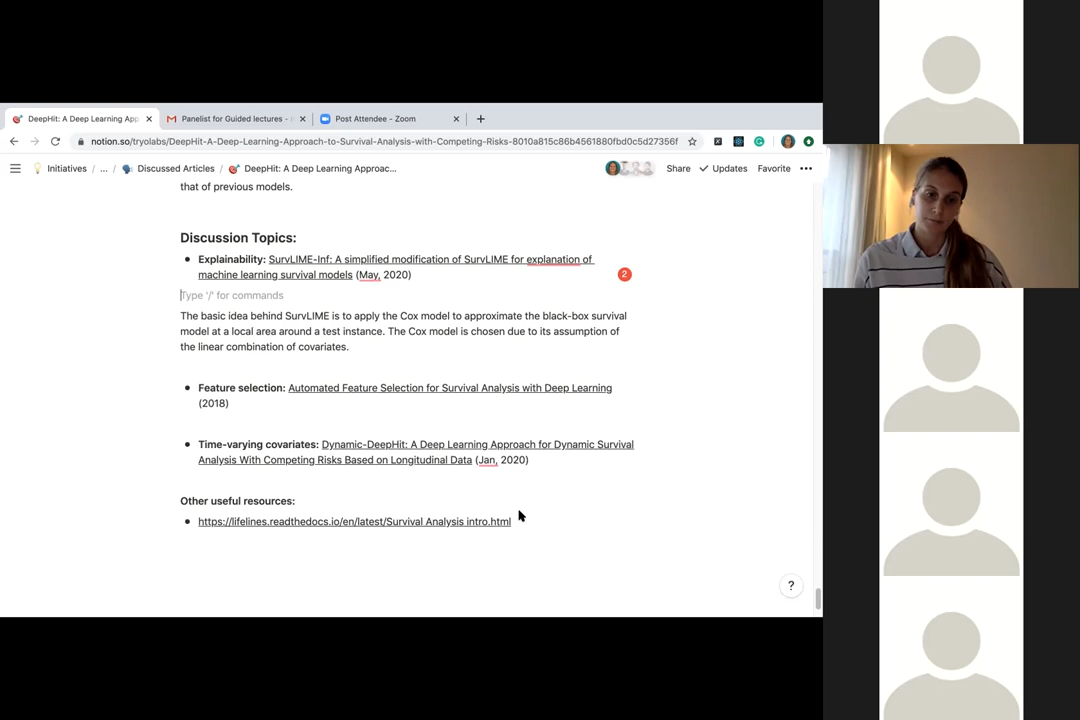 DeepHit: A Deep Learning App
Panelist for Guided lectures -
Post Attendee - Zoom
notion.so/tryolabs/DeepHit-A-Deep-Learning-Approach-to-Survival-Analysis-with-Competing-Risks-8010a815c86b4561880fbd0c5d27356f
Initiatives / ... / Discussed Articles / DeepHit: A Deep Learning Approac...
Share Updates Favorite
that of previous models.
Discussion Topics:
Explainability: SurvLIME-Inf: A simplified modification of SurvLIME for explanation of
machine learning survival models (May, 2020)
2
Type '/' for commands
The basic idea behind SurvLIME is to apply the Cox model to approximate the black-box survival
model at a local area around a test instance. The Cox model is chosen due to its assumption of
the linear combination of covariates.
Feature selection: Automated Feature Selection for Survival Analysis with Deep Learning
(2018)
Time-varying covariates: Dynamic-DeepHit: A Deep Learning Approach for Dynamic Survival
Analysis With Competing Risks Based on Longitudinal Data (Jan, 2020)
Other useful resources:
https://lifelines.readthedocs.io/en/latest/Survival Analysis intro.html
?